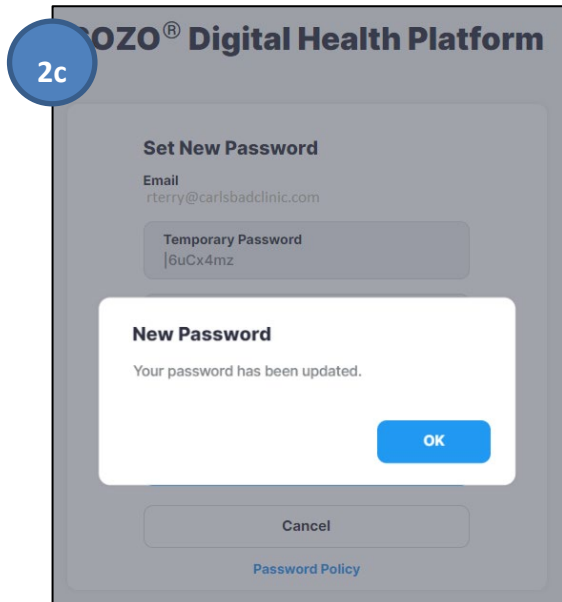 2c
OZO® Digital Health Platform
Set New Password
Email
rterry@carlsbadclinic.com
Temporary Password
|6uCx4mz
New Password
Your password has been updated.
OK
Cancel
Password Policy